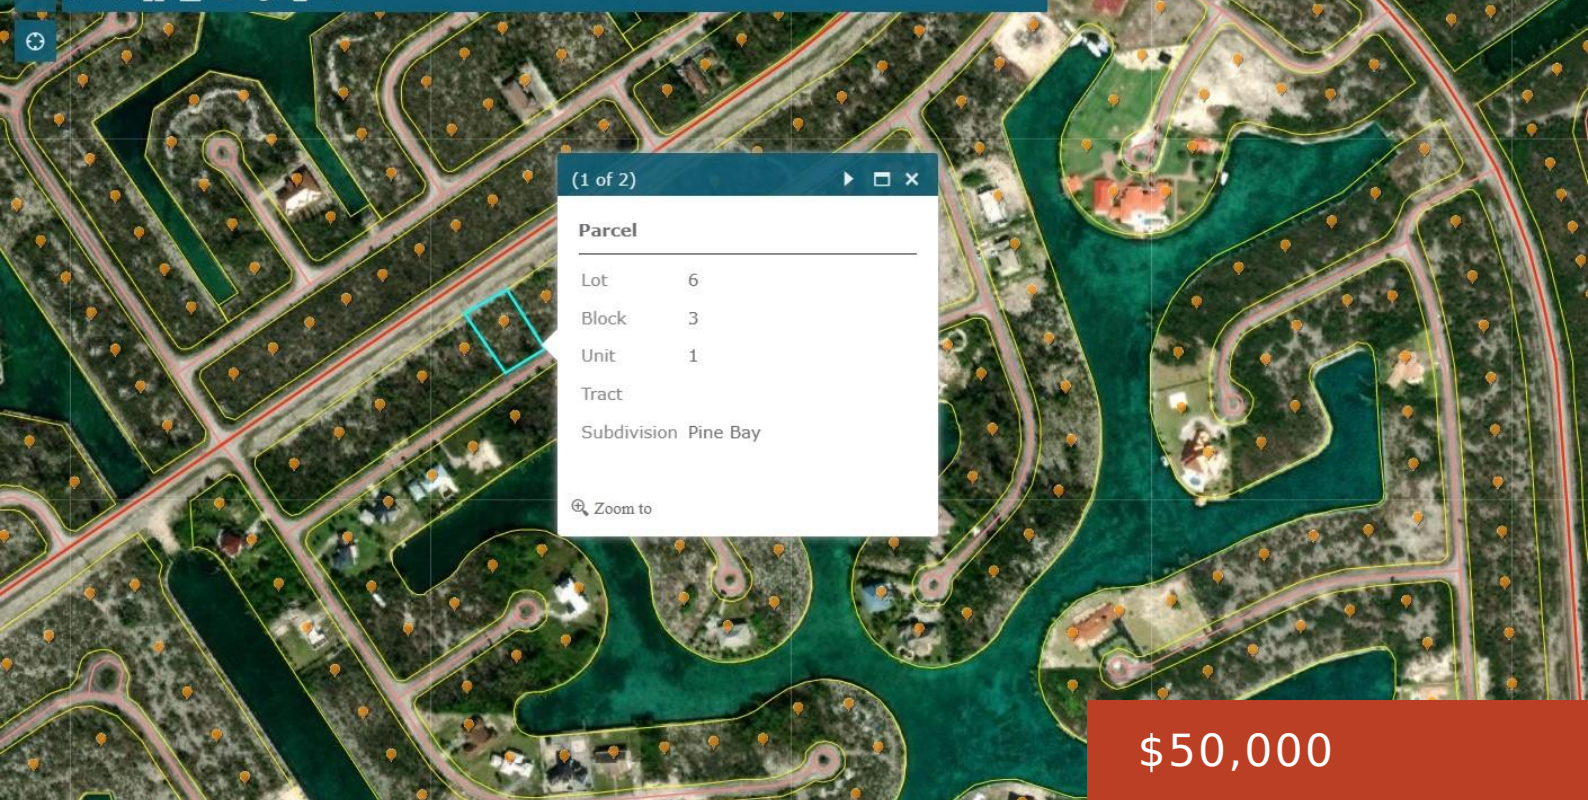 (1 of 2)
Parcel
Lot 6
Block 3
Unit 1
Tract
Subdivision Pine Bay
Zoom to
$50,000